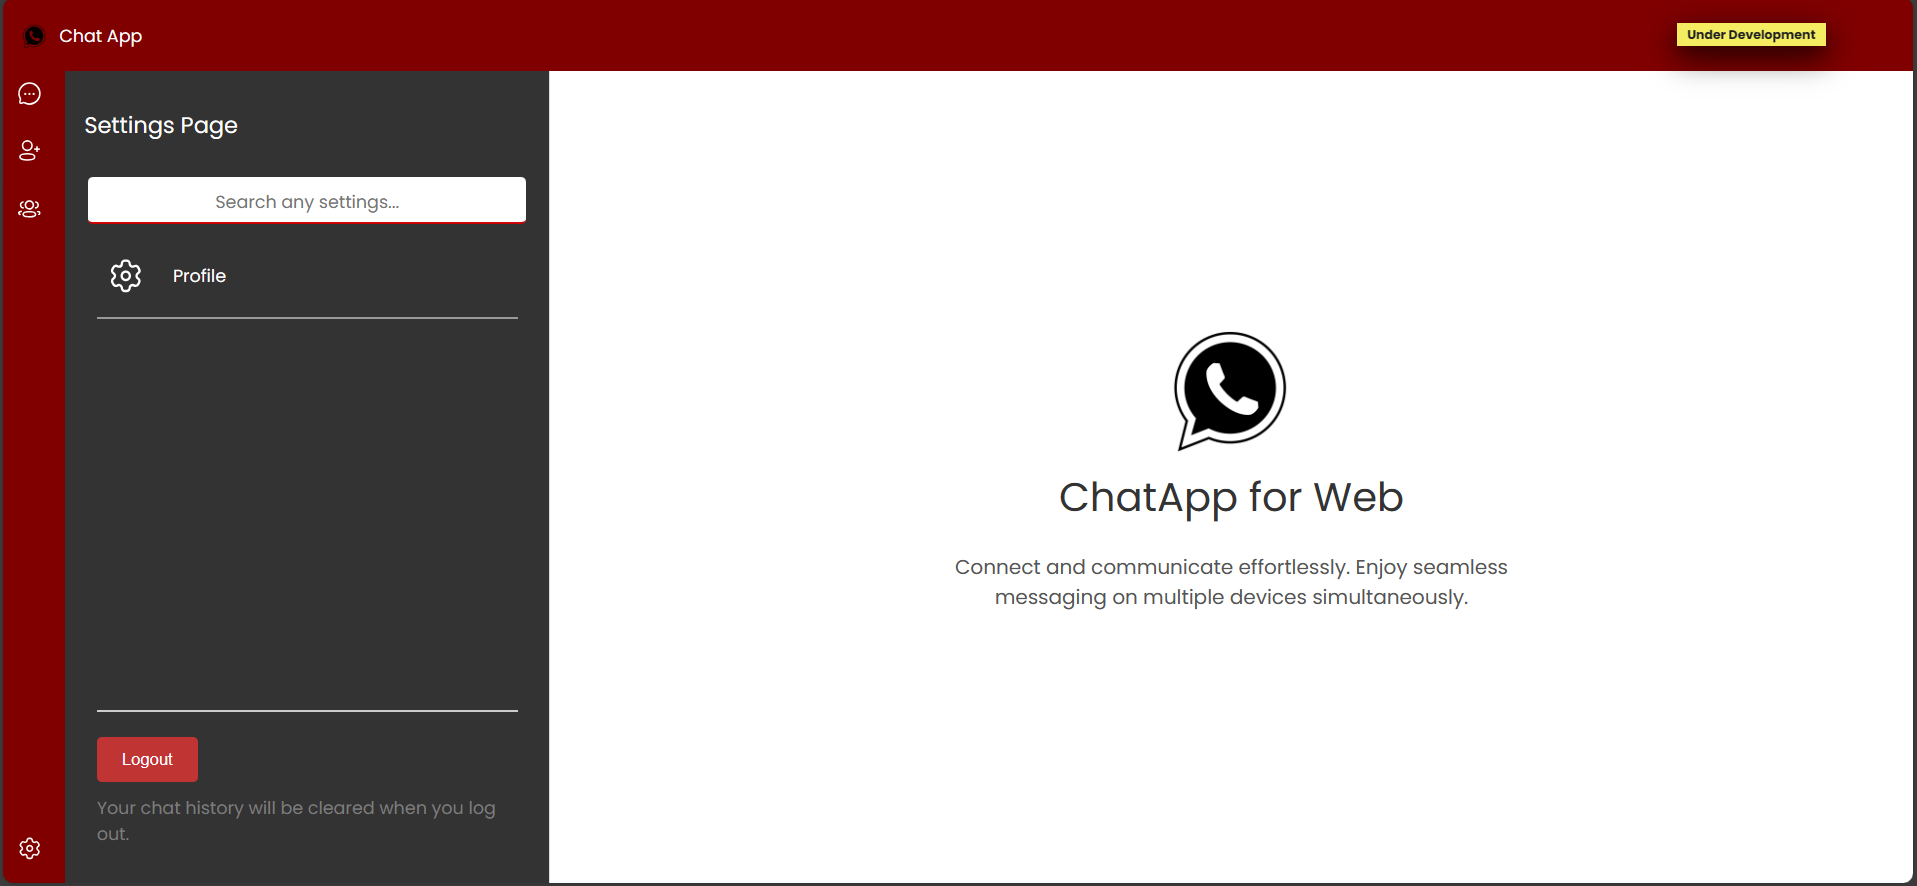 Chat App
Under Development
Settings Page
Search any settings...
Profile
Logout
Your chat history will be cleared when you log
out.
ChatApp for Web
Connect and communicate effortlessly. Enjoy seamless
messaging on multiple devices simultaneously.